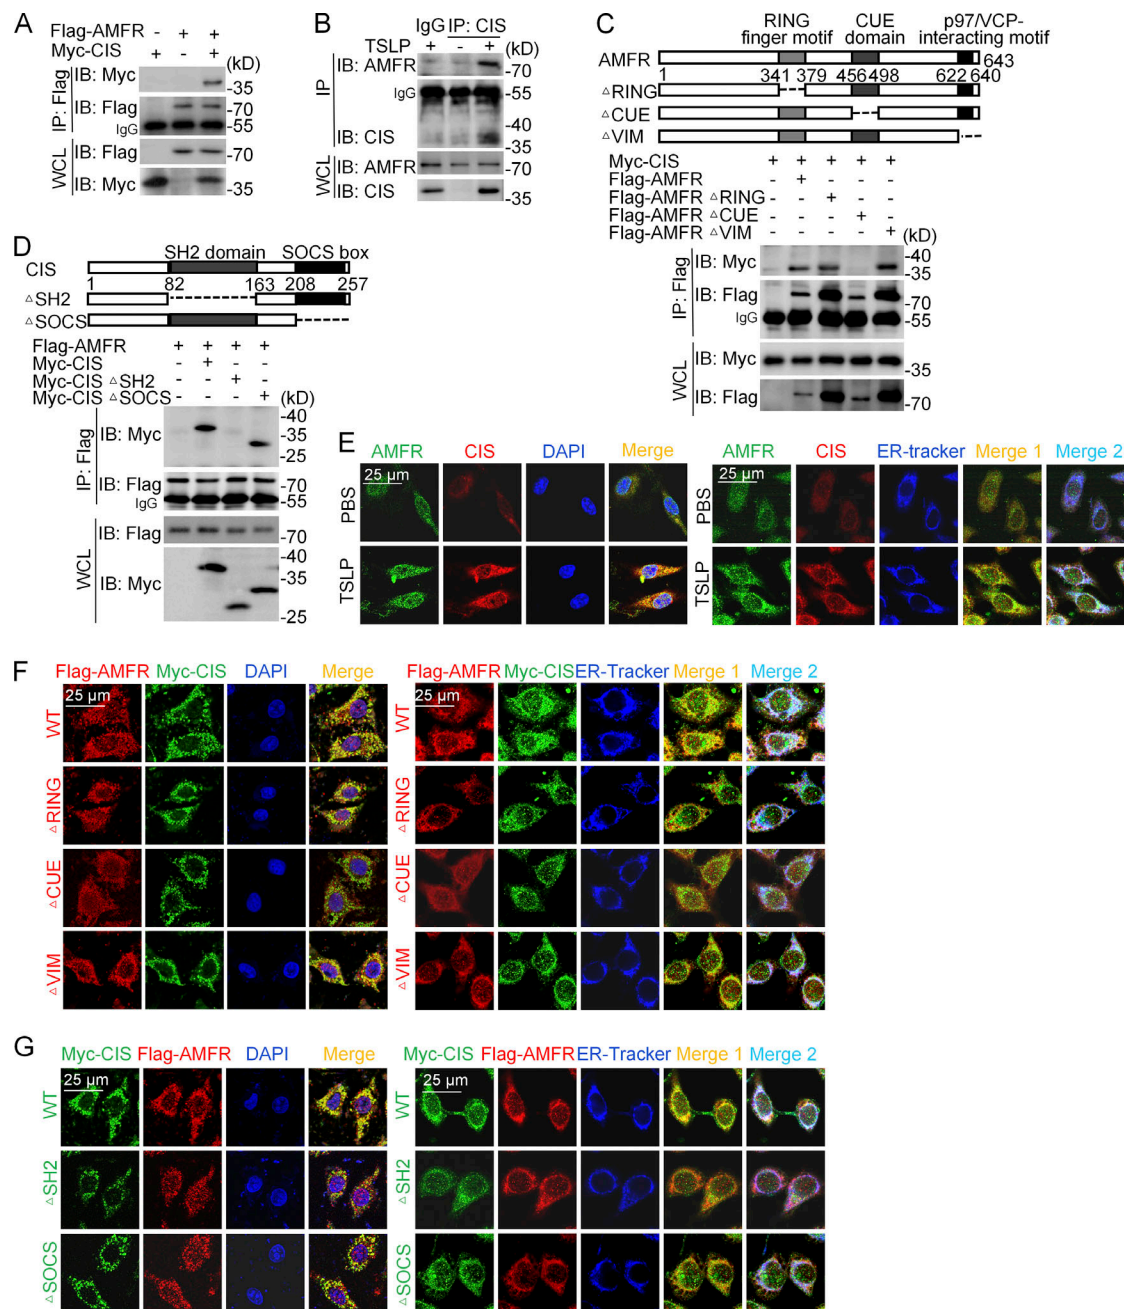 A
Flag-AMFR - + +
Myc-CIS + - +
(kD)
IP: Flag
IB: Myc
-35
IB: Flag
-70
IgG
-55
WCL
IB: Flag
-70
IB: Myc
-35
B
IgG IP: CIS
TSLP + - +
(kD)
IP
IB: AMFR
-70
IgG
-55
-40
IB: CIS
-35
WCL
IB: AMFR
-70
IB: CIS
-35
C
RING finger motif
CUE domain
p97/VCP-interacting motif
AMFR
643
1 341 379 456 498 622 640
△RING
△CUE
△VIM
Myc-CIS + + + + +
Flag-AMFR - + - - -
Flag-AMFR △RING - - + - -
Flag-AMFR △CUE - - - + -
Flag-AMFR △VIM - - - - +
(kD)
IP: Flag
IB: Myc
-40
-35
IB: Flag
-70
IgG
-55
WCL
IB: Myc
-35
IB: Flag
-70
D
SH2 domain SOCS box
CIS
1 82 163 208 257
△SH2
△SOCS
Flag-AMFR + + + +
Myc-CIS - + - -
Myc-CIS △SH2 - - + -
Myc-CIS △SOCS - - - +
(kD)
IP: Flag
-40
IB: Myc
-35
-25
IB: Flag
-70
IgG
-55
WCL
IB: Flag
-70
-40
IB: Myc
-35
-25
E
AMFR CIS DAPI Merge
25 µm
PBS
TSLP
AMFR CIS ER-tracker Merge 1 Merge 2
25 µm
PBS
TSLP
F
Flag-AMFR Myc-CIS DAPI Merge
25 µm
WT
△RING
△CUE
△VIM
Flag-AMFR Myc-CIS ER-Tracker Merge 1 Merge 2
25 µm
WT
△RING
△CUE
△VIM
G
Myc-CIS Flag-AMFR DAPI Merge
25 µm
WT
△SH2
△SOCS
Myc-CIS Flag-AMFR ER-Tracker Merge 1 Merge 2
25 µm
WT
△SH2
△SOCS